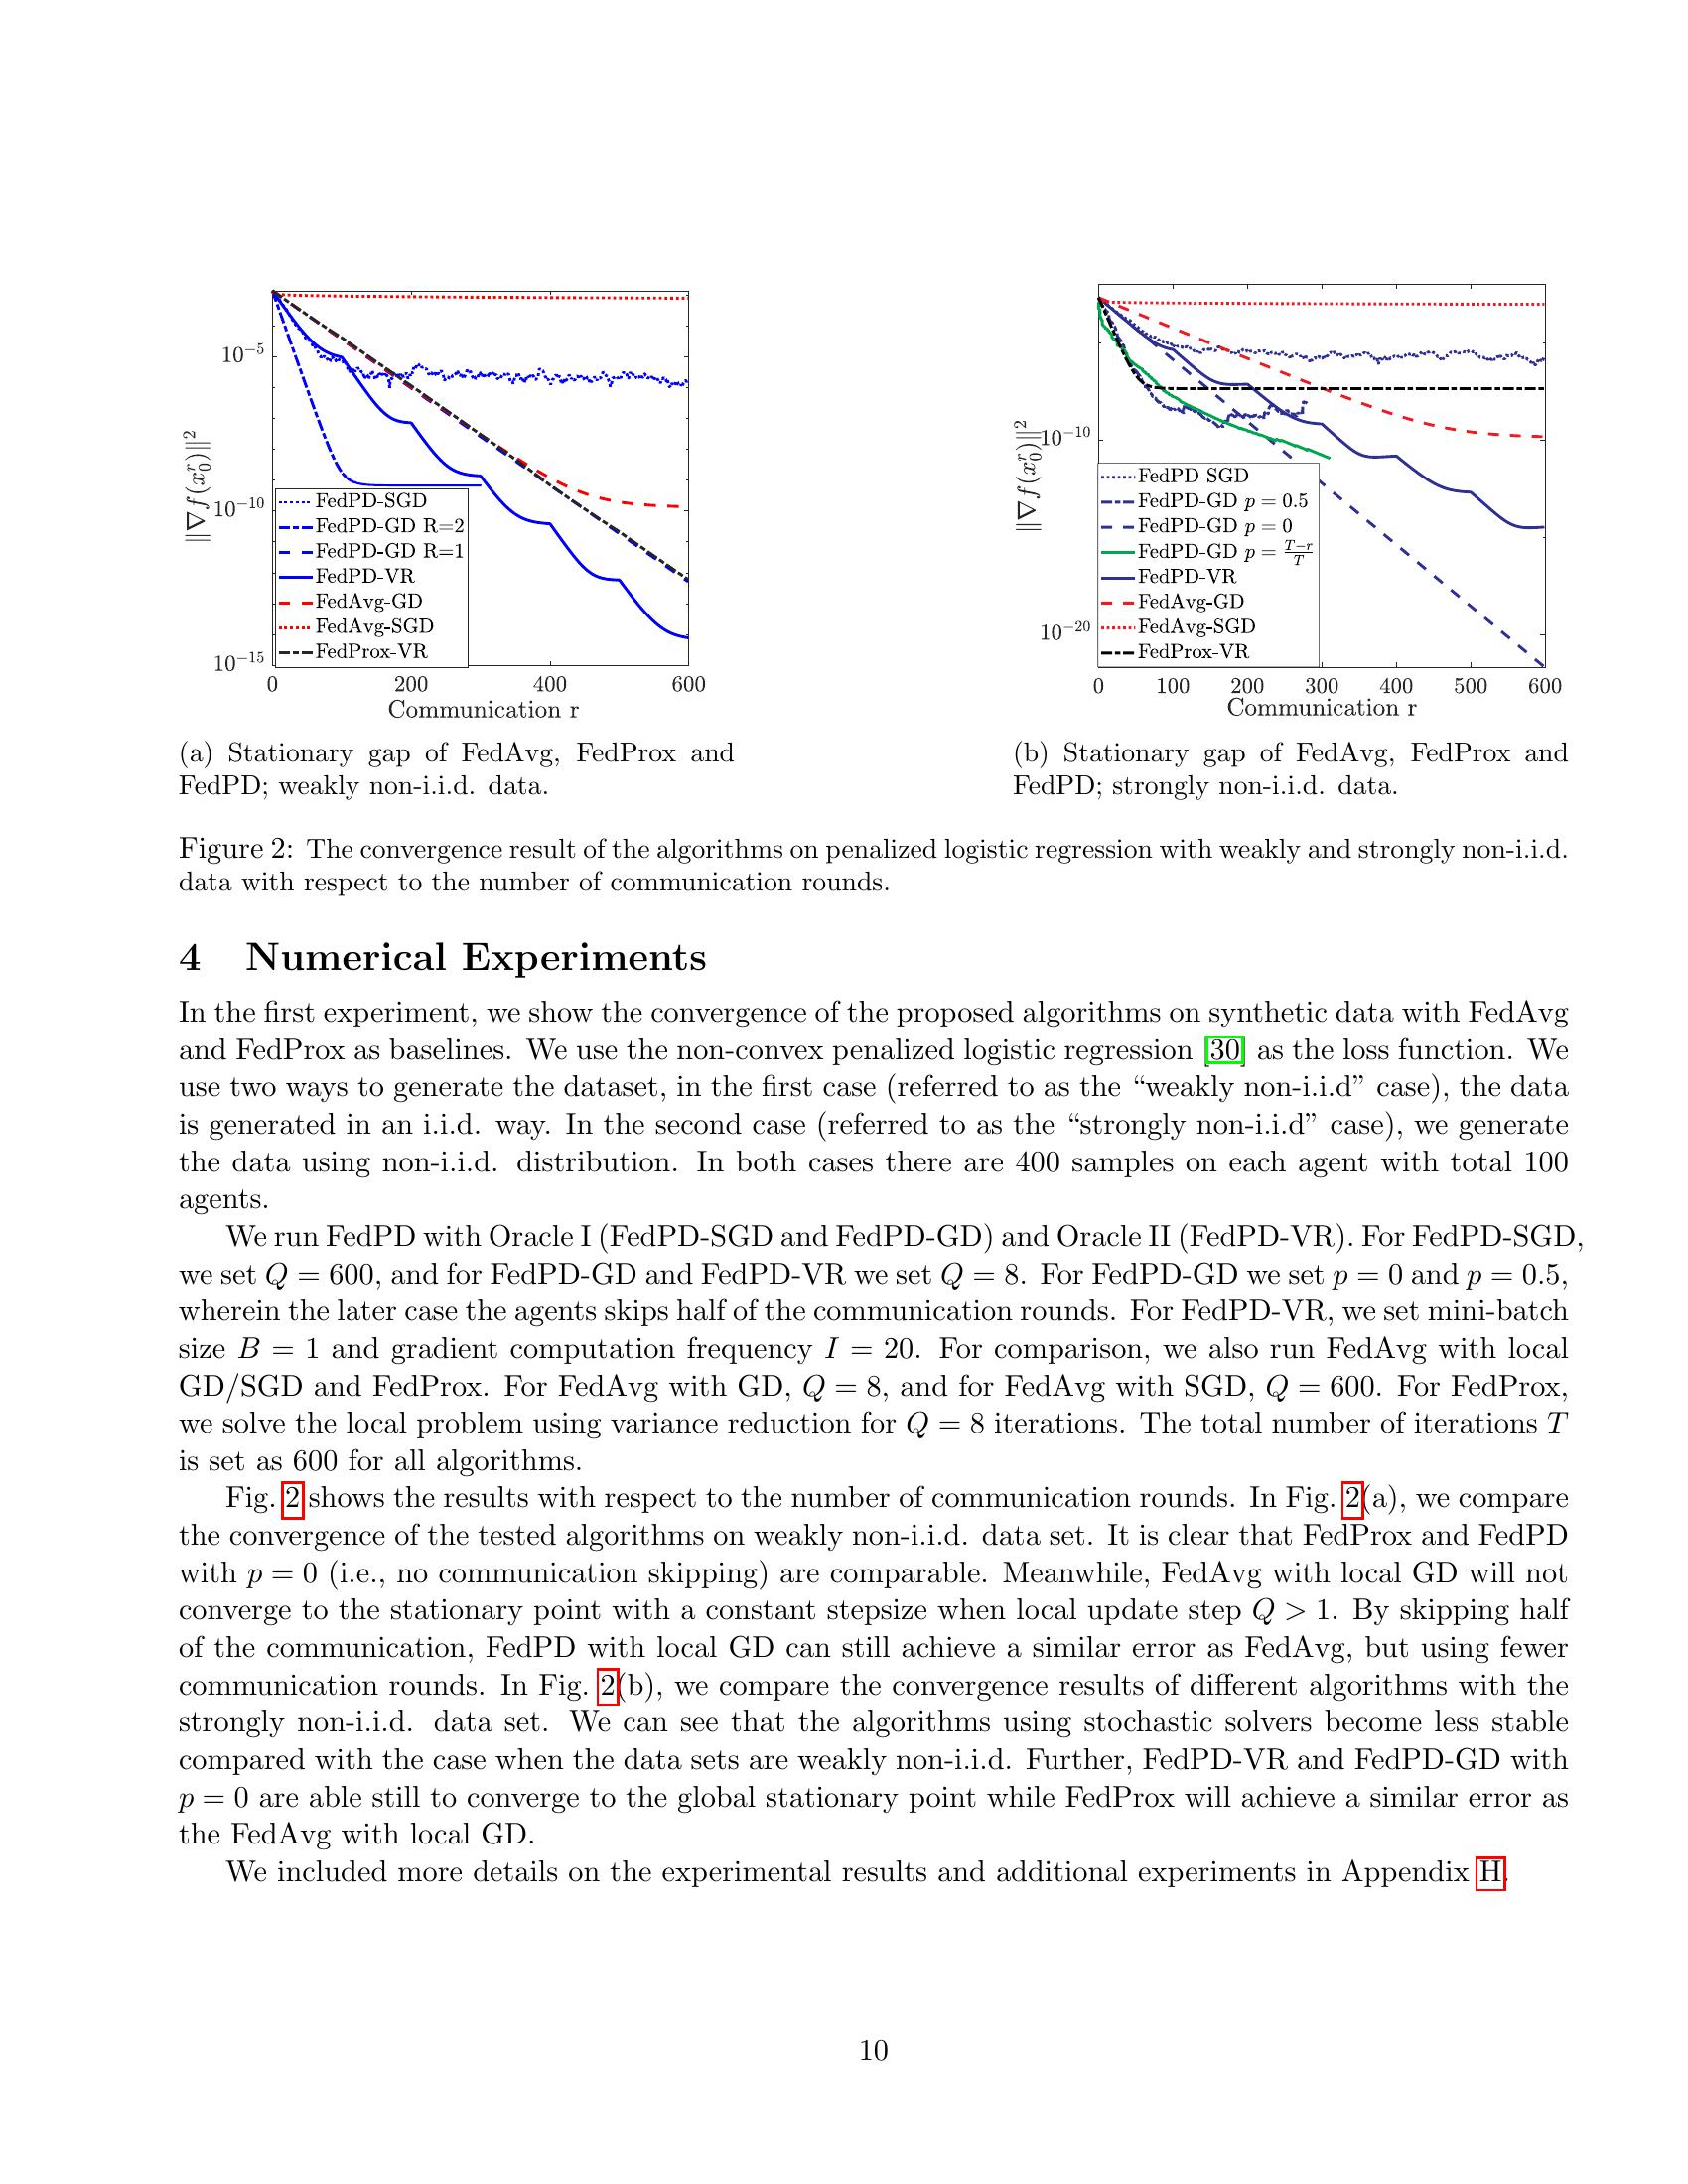 10⁻⁵
10⁻¹⁰
10⁻¹⁵
‖∇f(x₀ʳ)‖²
FedPD-SGD
FedPD-GD R=2
FedPD-GD R=1
FedPD-VR
FedAvg-GD
FedAvg-SGD
FedProx-VR
0 200 400 600
Communication r
(a) Stationary gap of FedAvg, FedProx and
FedPD; weakly non-i.i.d. data.
10⁻¹⁰
10⁻²⁰
‖∇f(x₀ʳ)‖²
FedPD-SGD
FedPD-GD p = 0.5
FedPD-GD p = 0
FedPD-GD p = (T−r)/T
FedPD-VR
FedAvg-GD
FedAvg-SGD
FedProx-VR
0 100 200 300 400 500 600
Communication r
(b) Stationary gap of FedAvg, FedProx and
FedPD; strongly non-i.i.d. data.
Figure 2: The convergence result of the algorithms on penalized logistic regression with weakly and strongly non-i.i.d.
data with respect to the number of communication rounds.
4 Numerical Experiments
In the first experiment, we show the convergence of the proposed algorithms on synthetic data with FedAvg
and FedProx as baselines. We use the non-convex penalized logistic regression [30] as the loss function. We
use two ways to generate the dataset, in the first case (referred to as the “weakly non-i.i.d” case), the data
is generated in an i.i.d. way. In the second case (referred to as the “strongly non-i.i.d” case), we generate
the data using non-i.i.d. distribution. In both cases there are 400 samples on each agent with total 100
agents.
We run FedPD with Oracle I (FedPD-SGD and FedPD-GD) and Oracle II (FedPD-VR). For FedPD-SGD,
we set Q = 600, and for FedPD-GD and FedPD-VR we set Q = 8. For FedPD-GD we set p = 0 and p = 0.5,
wherein the later case the agents skips half of the communication rounds. For FedPD-VR, we set mini-batch
size B = 1 and gradient computation frequency I = 20. For comparison, we also run FedAvg with local
GD/SGD and FedProx. For FedAvg with GD, Q = 8, and for FedAvg with SGD, Q = 600. For FedProx,
we solve the local problem using variance reduction for Q = 8 iterations. The total number of iterations T
is set as 600 for all algorithms.
Fig. 2 shows the results with respect to the number of communication rounds. In Fig. 2(a), we compare
the convergence of the tested algorithms on weakly non-i.i.d. data set. It is clear that FedProx and FedPD
with p = 0 (i.e., no communication skipping) are comparable. Meanwhile, FedAvg with local GD will not
converge to the stationary point with a constant stepsize when local update step Q > 1. By skipping half
of the communication, FedPD with local GD can still achieve a similar error as FedAvg, but using fewer
communication rounds. In Fig. 2(b), we compare the convergence results of different algorithms with the
strongly non-i.i.d. data set. We can see that the algorithms using stochastic solvers become less stable
compared with the case when the data sets are weakly non-i.i.d. Further, FedPD-VR and FedPD-GD with
p = 0 are able still to converge to the global stationary point while FedProx will achieve a similar error as
the FedAvg with local GD.
We included more details on the experimental results and additional experiments in Appendix H.
10